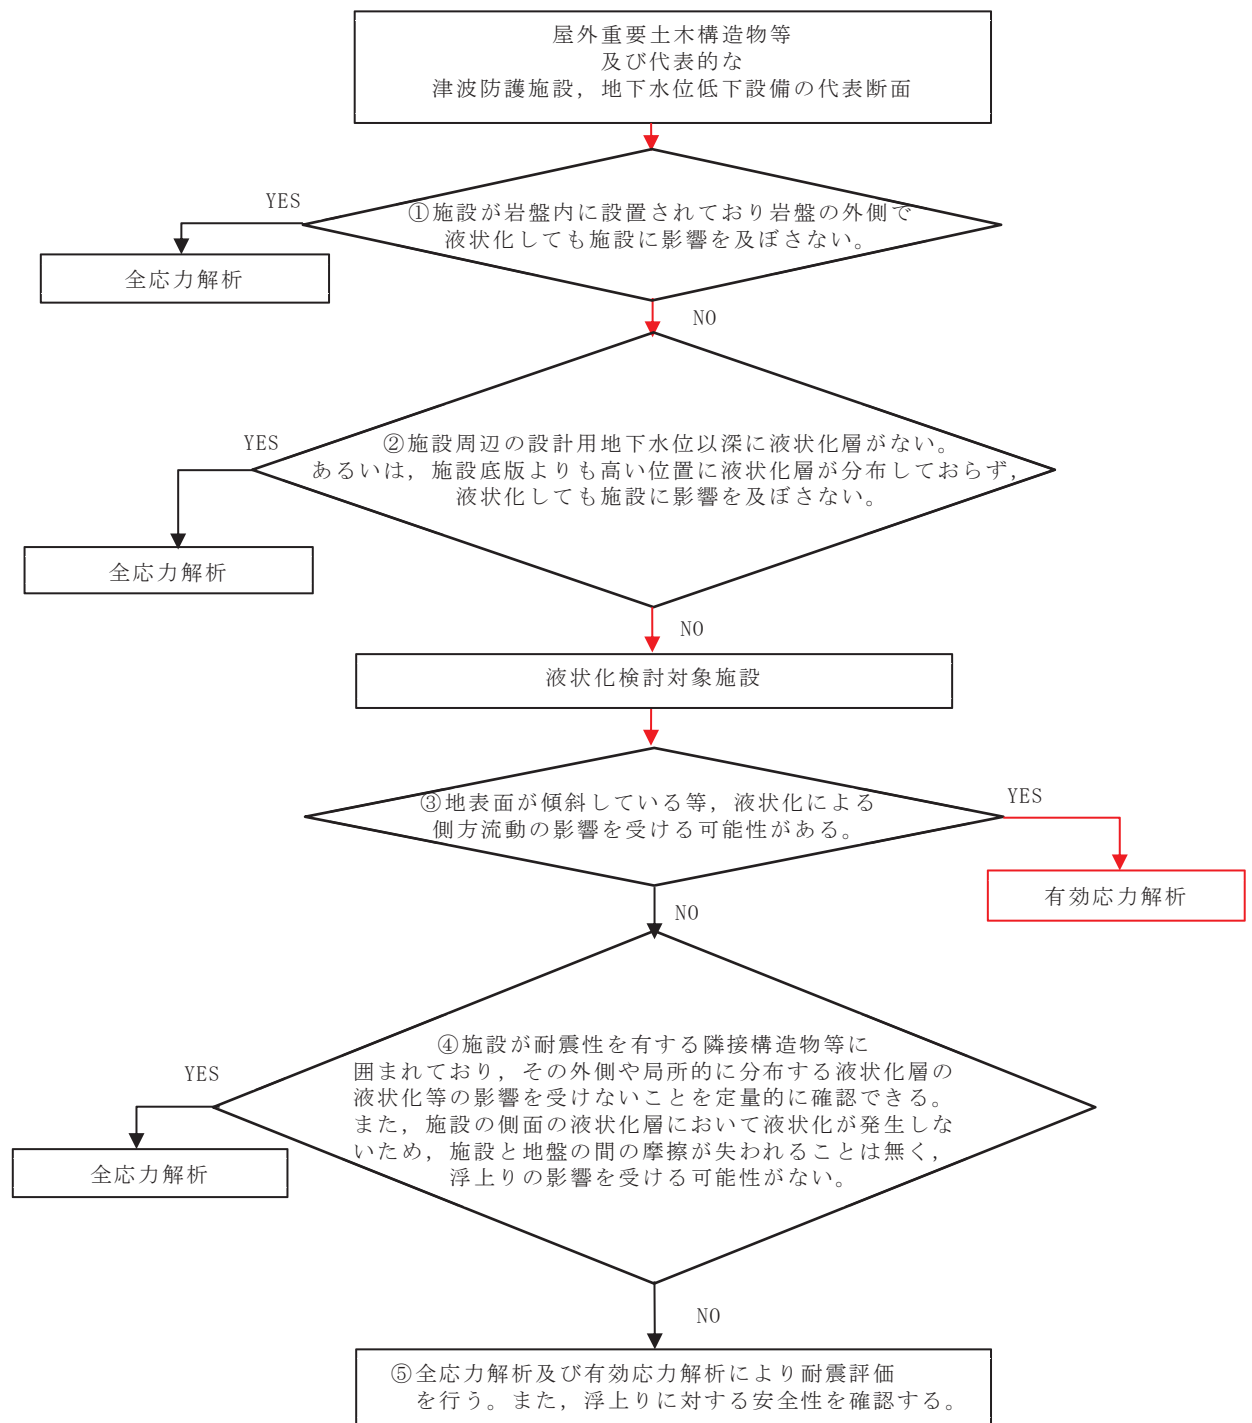 屋外重要土木構造物等
及び代表的な
津波防護施設，地下水位低下設備の代表断面
YES
①施設が岩盤内に設置されており岩盤の外側で
液状化しても施設に影響を及ぼさない。
全応力解析
NO
YES
②施設周辺の設計用地下水位以深に液状化層がない。
あるいは，施設底版よりも高い位置に液状化層が分布しておらず，
液状化しても施設に影響を及ぼさない。
全応力解析
NO
液状化検討対象施設
③地表面が傾斜している等，液状化による
側方流動の影響を受ける可能性がある。
YES
有効応力解析
NO
④施設が耐震性を有する隣接構造物等に
囲まれており，その外側や局所的に分布する液状化層の
液状化等の影響を受けないことを定量的に確認できる。
また，施設の側面の液状化層において液状化が発生しな
いため，施設と地盤の間の摩擦が失われることは無く，
浮上りの影響を受ける可能性がない。
YES
全応力解析
NO
⑤全応力解析及び有効応力解析により耐震評価
を行う。また，浮上りに対する安全性を確認する。